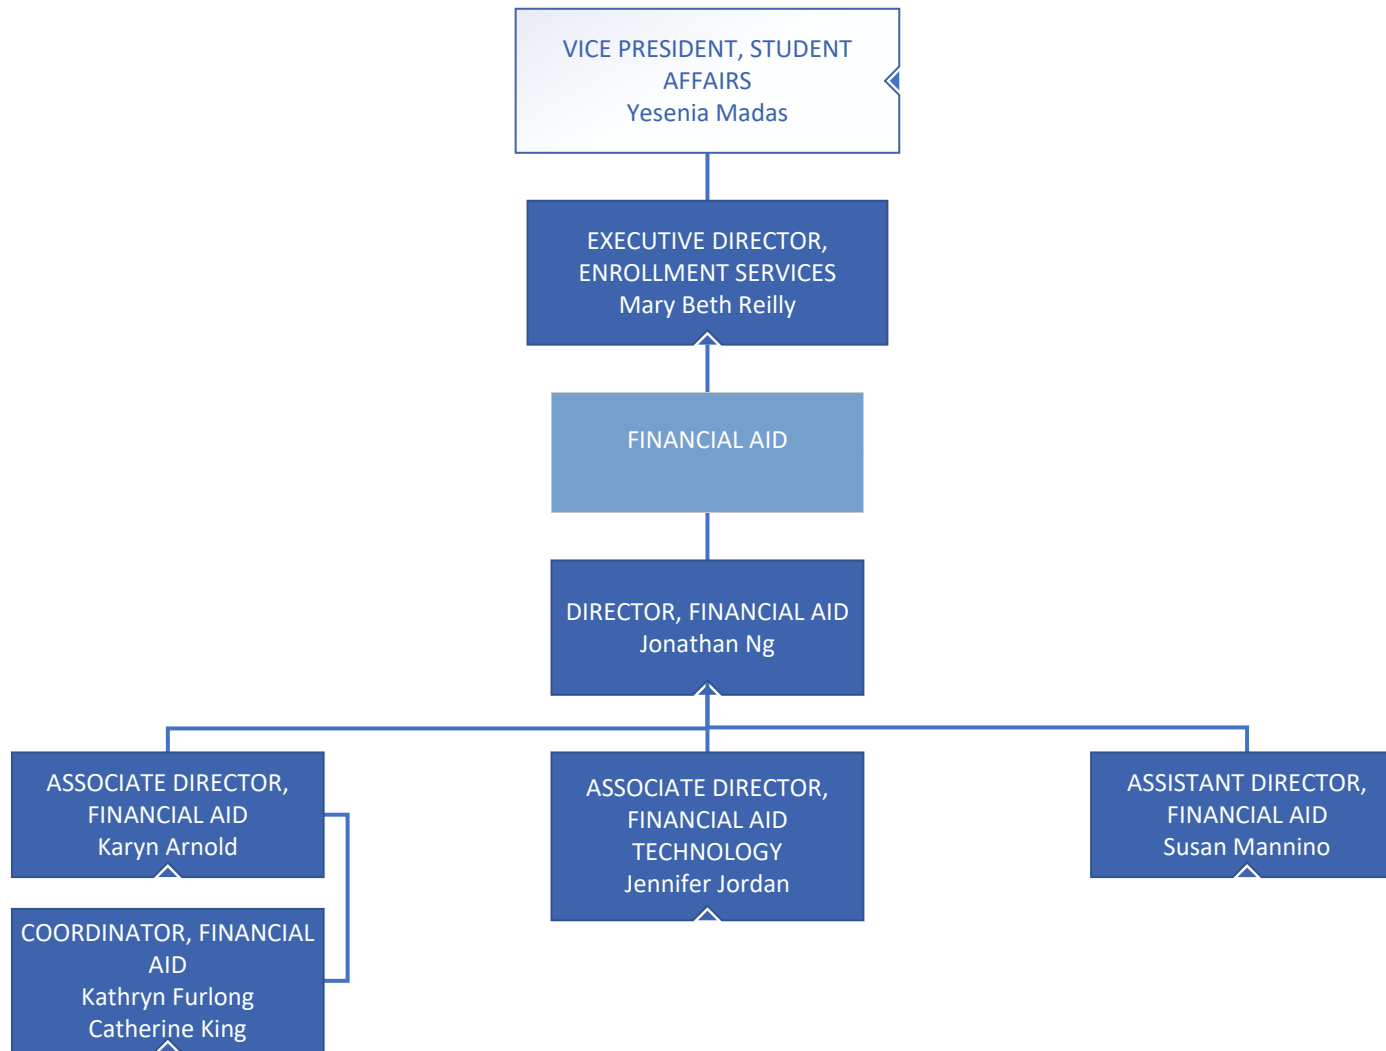 VICE PRESIDENT, STUDENT
AFFAIRS
Yesenia Madas
EXECUTIVE DIRECTOR,
ENROLLMENT SERVICES
Mary Beth Reilly
FINANCIAL AID
DIRECTOR, FINANCIAL AID
Jonathan Ng
ASSOCIATE DIRECTOR,
FINANCIAL AID
Karyn Arnold
ASSOCIATE DIRECTOR,
FINANCIAL AID
TECHNOLOGY
Jennifer Jordan
ASSISTANT DIRECTOR,
FINANCIAL AID
Susan Mannino
COORDINATOR, FINANCIAL
AID
Kathryn Furlong
Catherine King